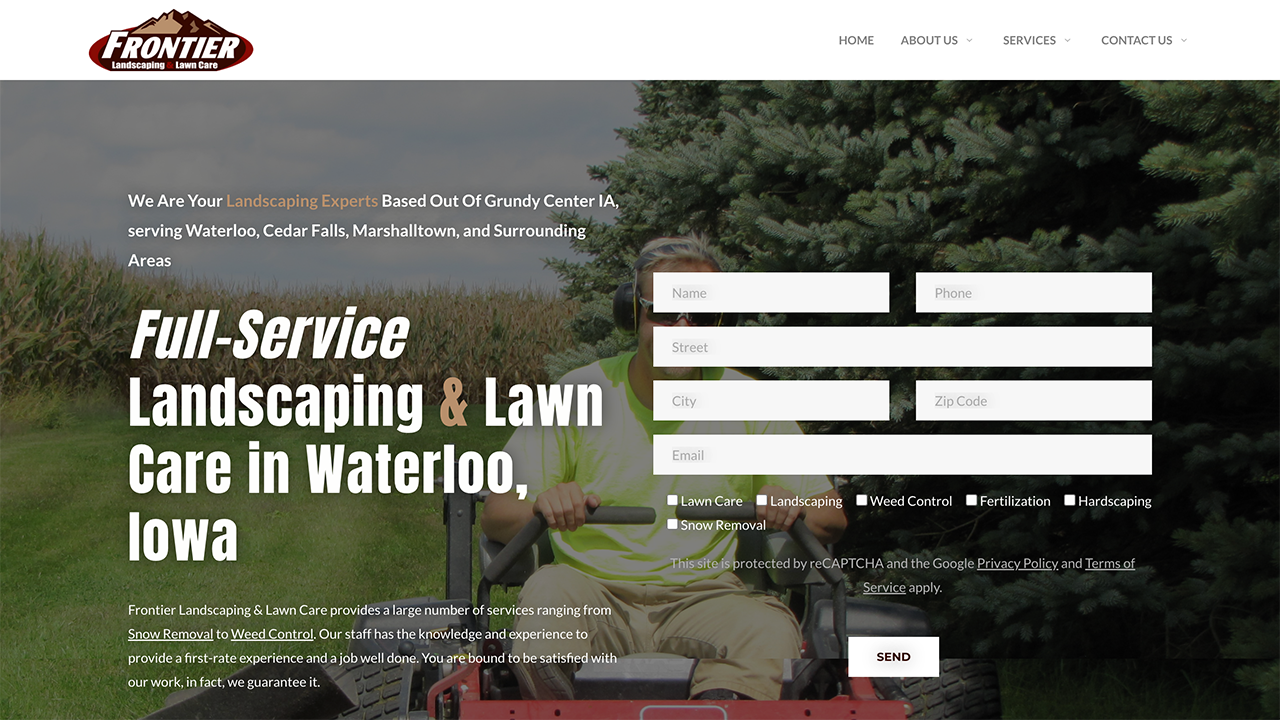 FRONTIER
Landscaping & Lawn Care
HOME ABOUT US SERVICES CONTACT US
We Are Your Landscaping Experts Based Out Of Grundy Center IA,
serving Waterloo, Cedar Falls, Marshalltown, and Surrounding
Areas
Full-Service
Landscaping & Lawn
Care in Waterloo,
Iowa
Frontier Landscaping & Lawn Care provides a large number of services ranging from
Snow Removal to Weed Control. Our staff has the knowledge and experience to
provide a first-rate experience and a job well done. You are bound to be satisfied with
our work, in fact, we guarantee it.
Name Phone
Street
City Zip Code
Email
Lawn Care Landscaping Weed Control Fertilization Hardscaping
Snow Removal
This site is protected by reCAPTCHA and the Google Privacy Policy and Terms of
Service apply.
SEND